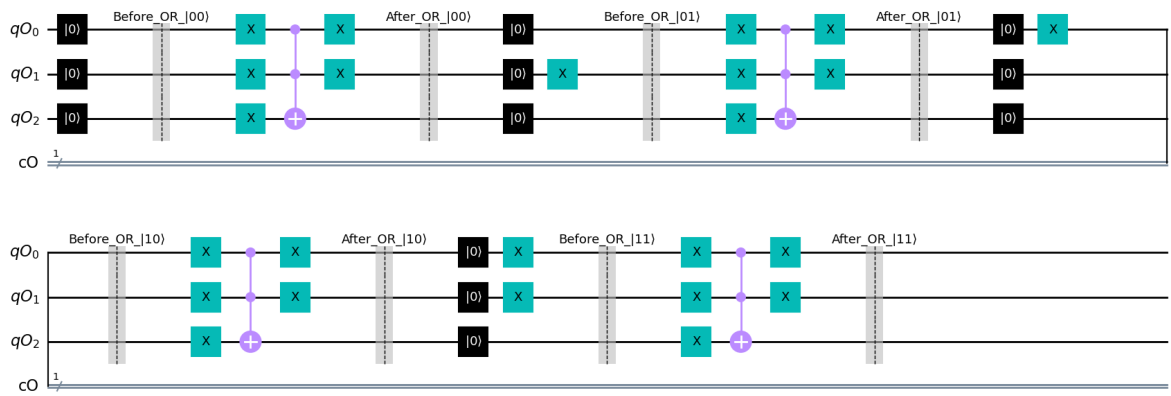 Before_OR_|00⟩ After_OR_|00⟩ Before_OR_|01⟩ After_OR_|01⟩
qO₀ |0⟩ X X |0⟩ X X |0⟩ X
qO₁ |0⟩ X X |0⟩ X X X |0⟩
qO₂ |0⟩ X |0⟩ X |0⟩
cO 1
Before_OR_|10⟩ After_OR_|10⟩ Before_OR_|11⟩ After_OR_|11⟩
qO₀ X X |0⟩ X X X
qO₁ X X |0⟩ X X X
qO₂ X |0⟩ X
cO 1